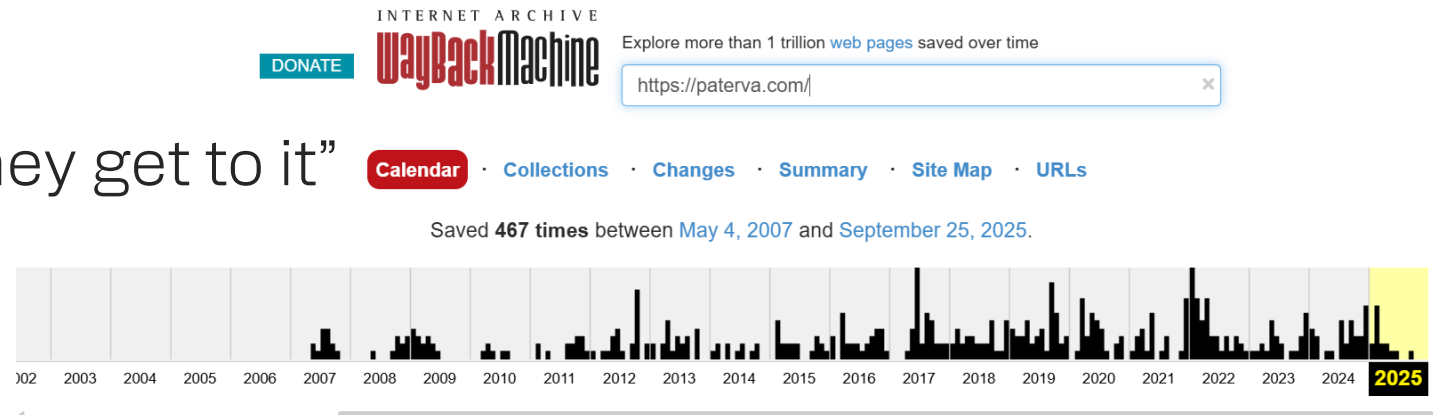 INTERNET ARCHIVE
DONATE
WayBackMachine
Explore more than 1 trillion web pages saved over time
https://paterva.com/
×
get to it”
Calendar · Collections · Changes · Summary · Site Map · URLs
Saved 467 times between May 4, 2007 and September 25, 2025.
2003 2004 2005 2006 2007 2008 2009 2010 2011 2012 2013 2014 2015 2016 2017 2018 2019 2020 2021 2022 2023 2024 2025